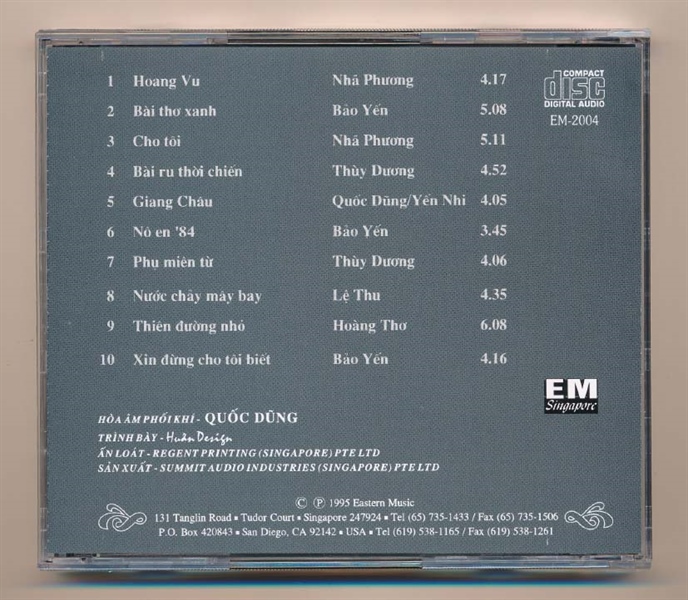 1 Hoang Vu Nhã Phương 4.17
2 Bài thơ xanh Bảo Yến 5.08
3 Cho tôi Nhã Phương 5.11
4 Bài ru thời chiến Thùy Dương 4.52
5 Giang Châu Quốc Dũng/Yến Nhi 4.05
6 Nô en '84 Bảo Yến 3.45
7 Phụ miên từ Thùy Dương 4.06
8 Nước chảy mây bay Lệ Thu 4.35
9 Thiên đường nhỏ Hoàng Thơ 6.08
10 Xin đừng cho tôi biết Bảo Yến 4.16
COMPACT
disc
DIGITAL AUDIO
EM-2004
EM
Singapore
HÒA ÂM PHỐI KHÍ - QUỐC DŨNG
TRÌNH BÀY - Huân Design
ẤN LOÁT - REGENT PRINTING (SINGAPORE) PTE LTD
SẢN XUẤT - SUMMIT AUDIO INDUSTRIES (SINGAPORE) PTE LTD
Ⓒ Ⓟ 1995 Eastern Music
131 Tanglin Road ▪ Tudor Court ▪ Singapore 247924 ▪ Tel (65) 735-1433 / Fax (65) 735-1506
P.O. Box 420843 ▪ San Diego, CA 92142 ▪ USA ▪ Tel (619) 538-1165 / Fax (619) 538-1261